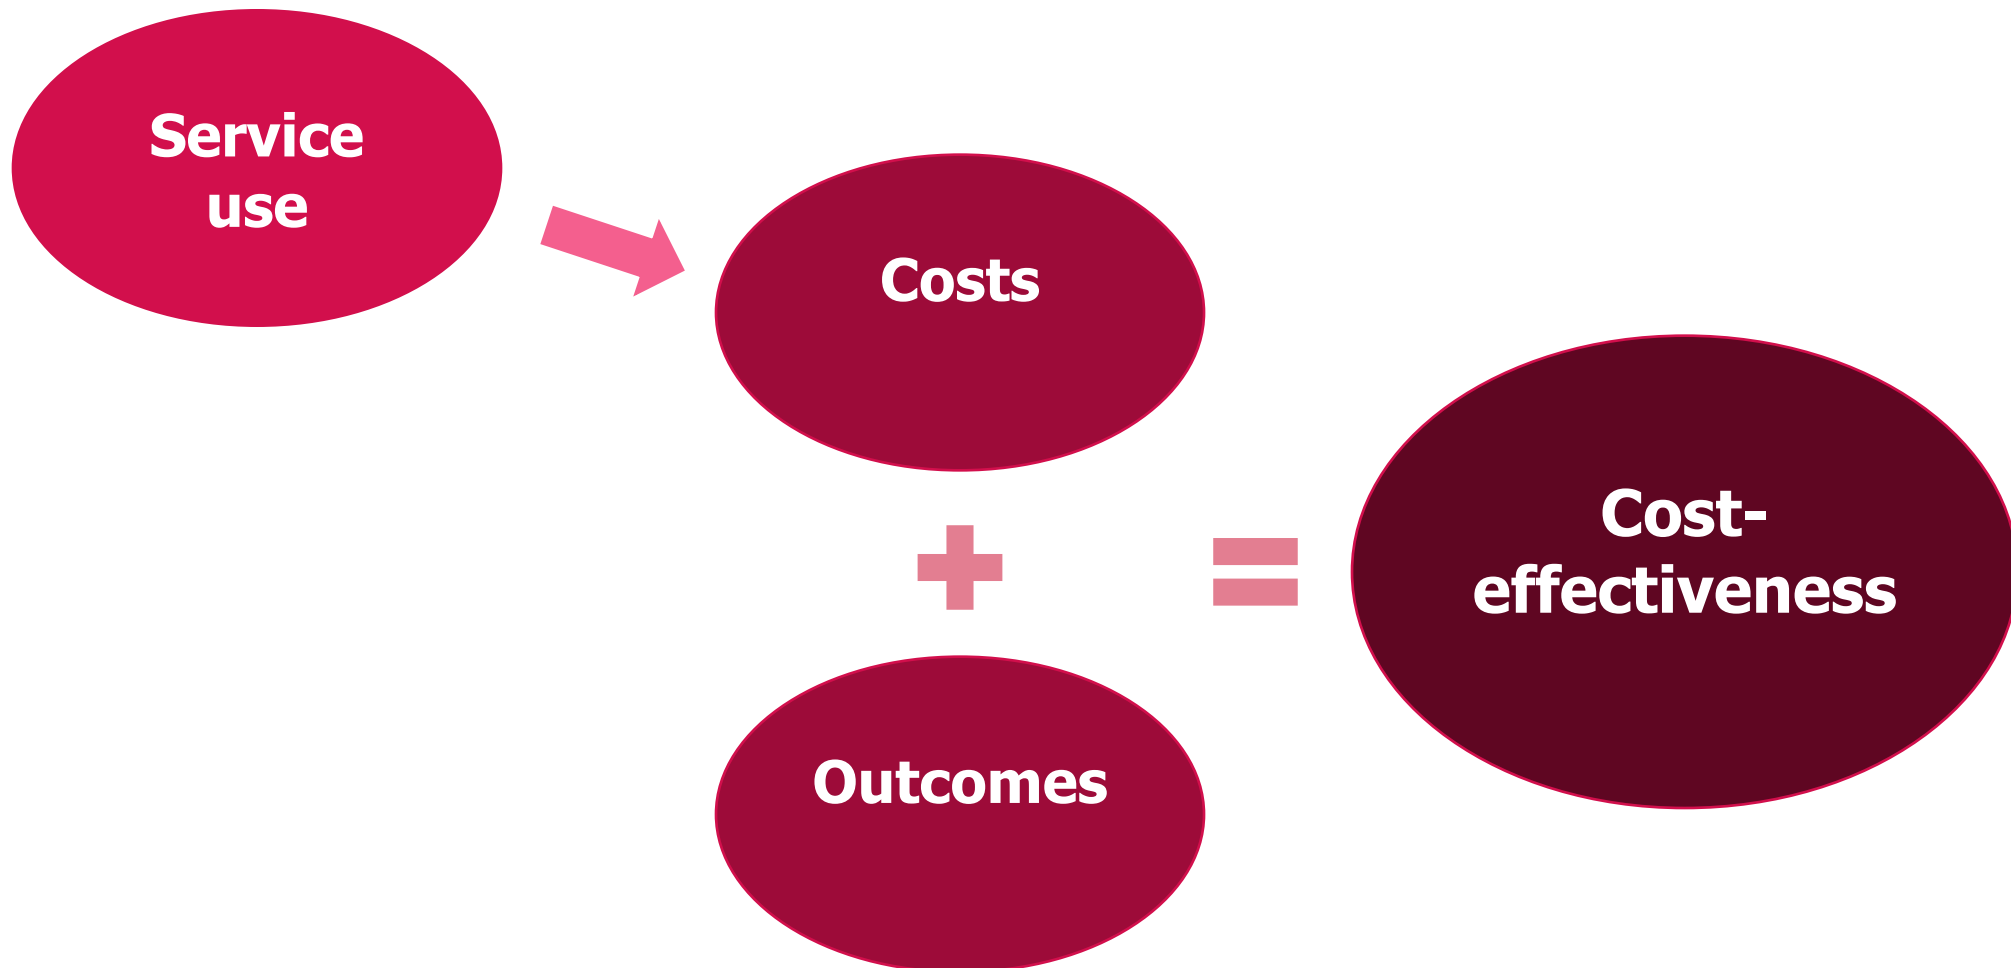 Service
use
Costs
Cost-
effectiveness
Outcomes